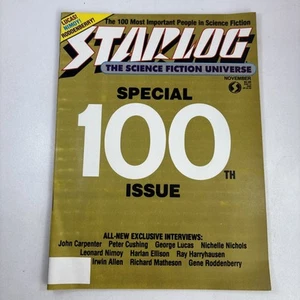 LUCAS!
NIMOY!
RODDENBERRY!
The 100 Most Important People in Science Fiction
STARLOG
THE SCIENCE FICTION UNIVERSE
NOVEMBER
SPECIAL
100TH
ISSUE
ALL-NEW EXCLUSIVE INTERVIEWS:
John Carpenter Peter Cushing George Lucas Nichelle Nichols
Leonard Nimoy Harlan Ellison Ray Harryhausen
Irwin Allen Richard Matheson Gene Roddenberry